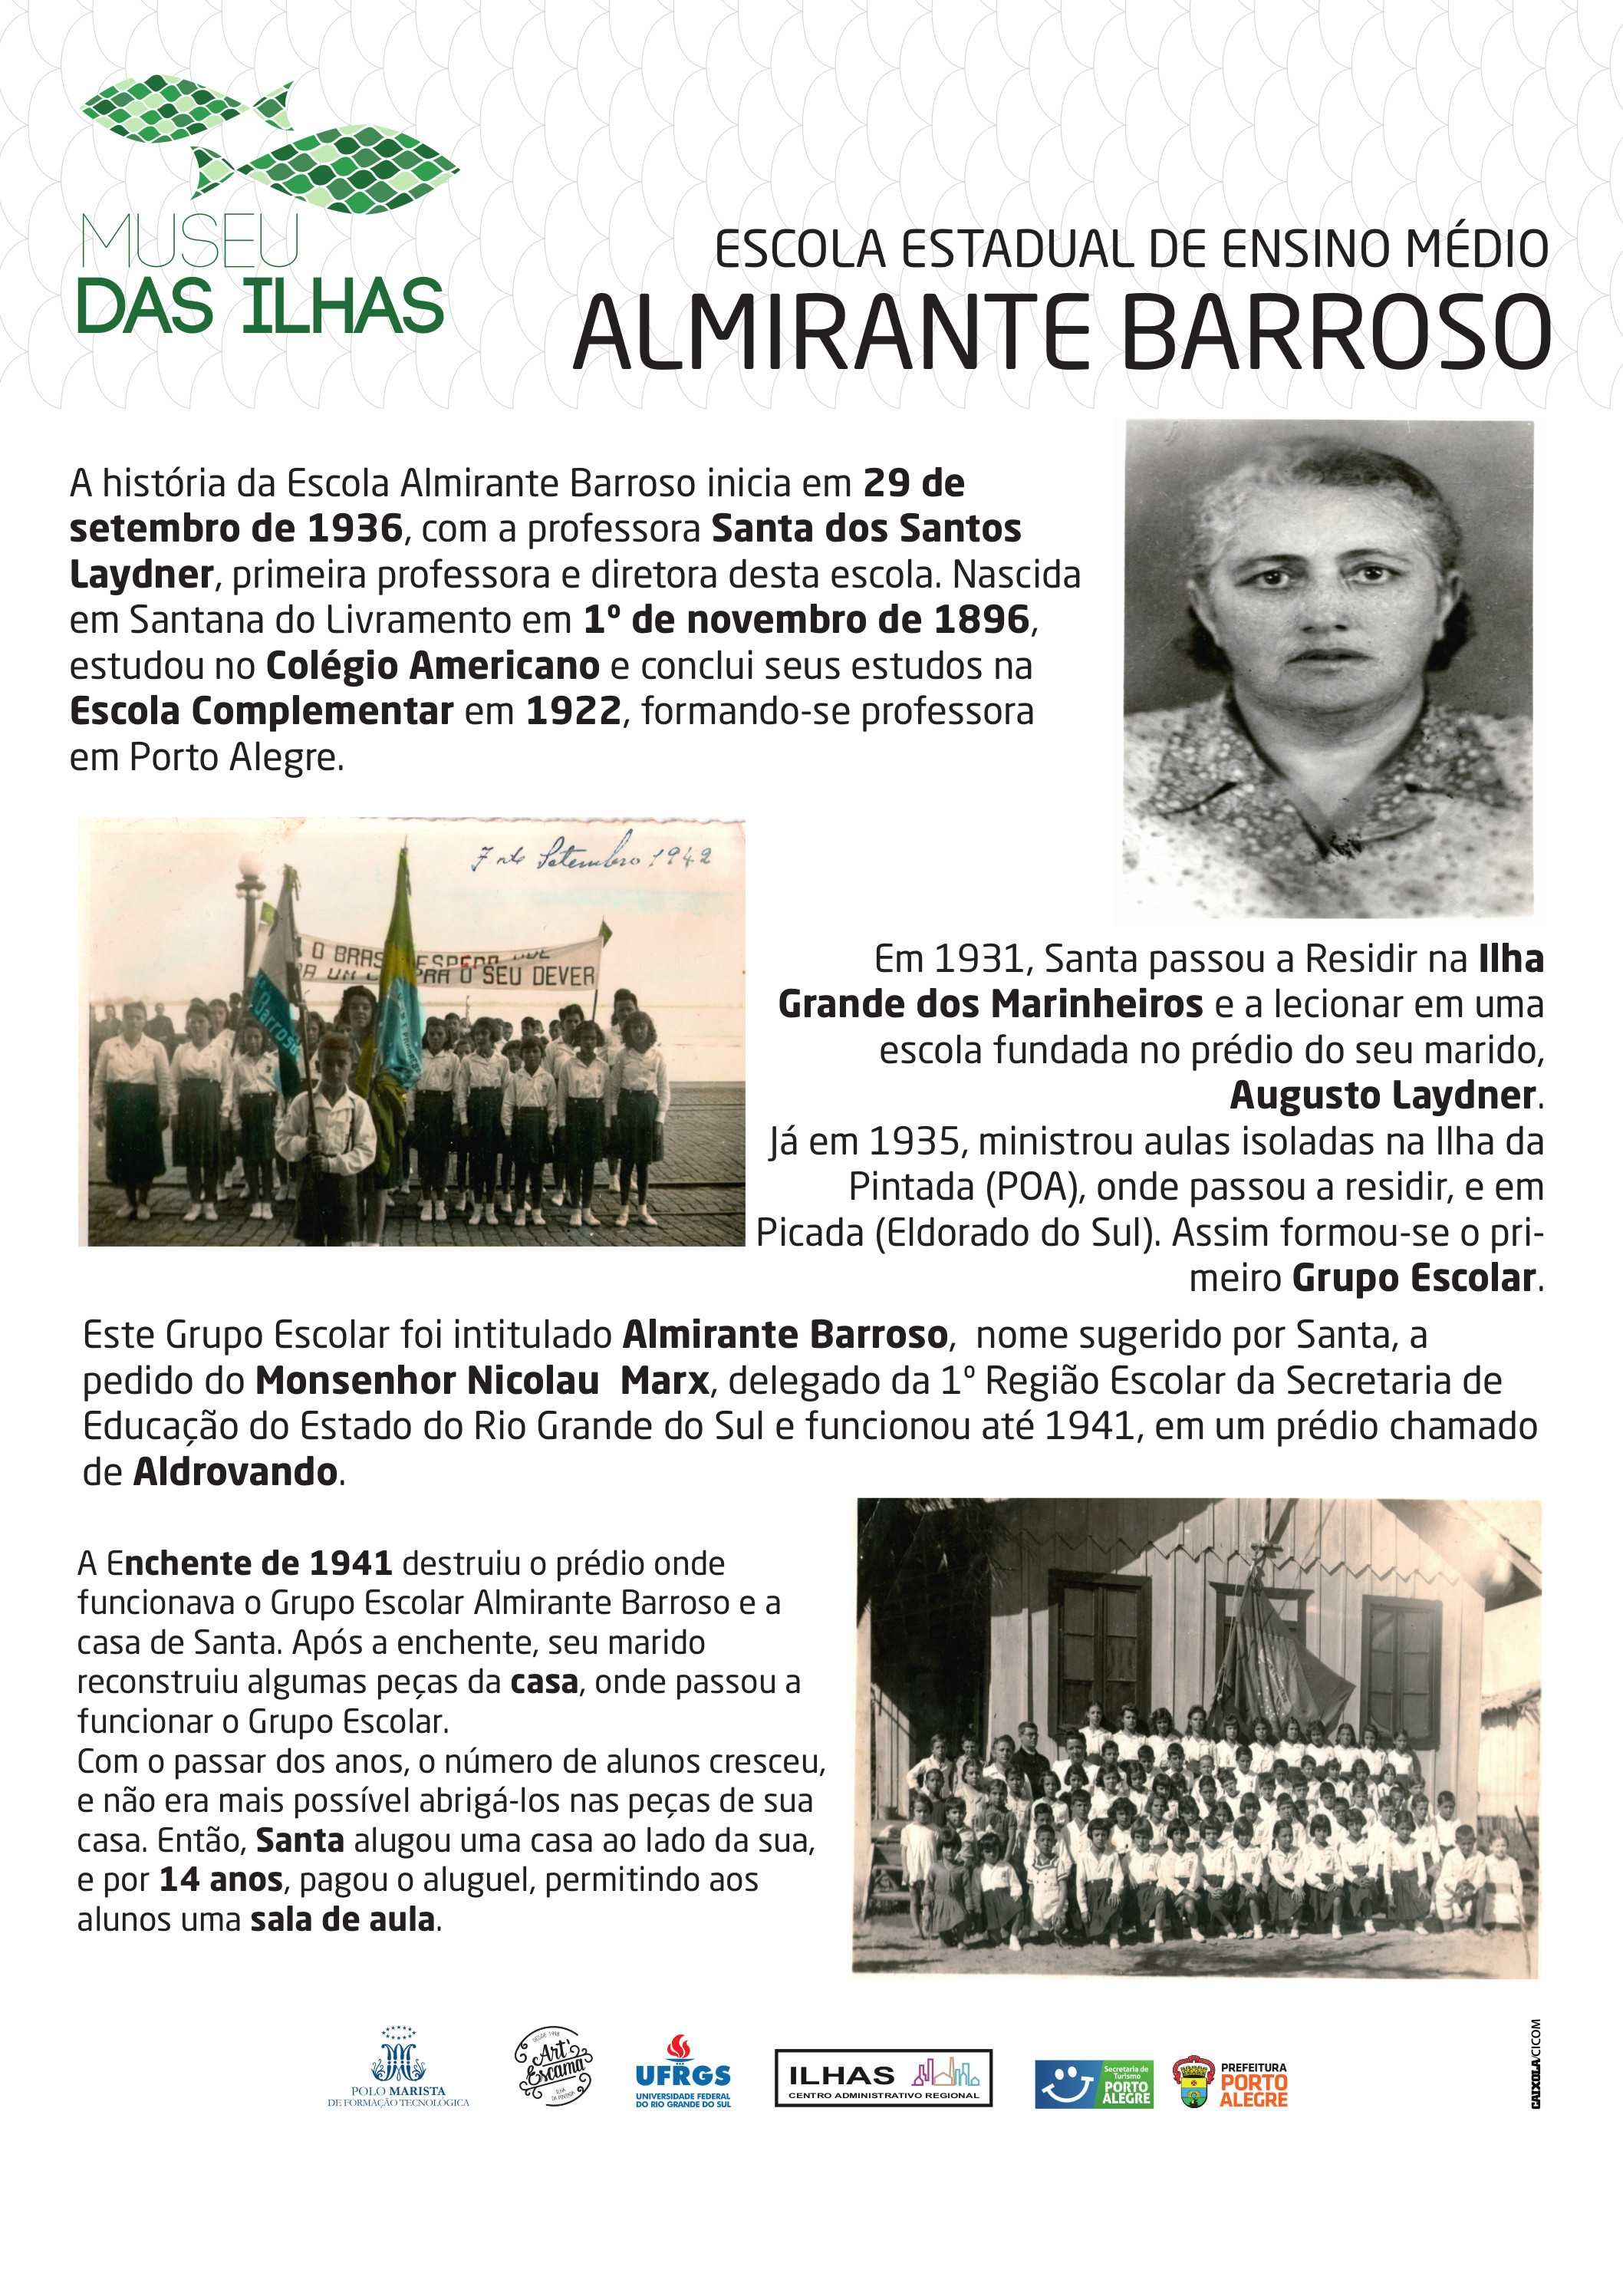 MUSEU
DAS ILHAS
ESCOLA ESTADUAL DE ENSINO MÉDIO
ALMIRANTE BARROSO
A história da Escola Almirante Barroso inicia em 29 de
setembro de 1936, com a professora Santa dos Santos
Laydner, primeira professora e diretora desta escola. Nascida
em Santana do Livramento em 1º de novembro de 1896,
estudou no Colégio Americano e conclui seus estudos na
Escola Complementar em 1922, formando-se professora
em Porto Alegre.
7 de Setembro 1942
O BRAS ESPERA QUE
A UM C PRA O SEU DEVER
Barroso
Em 1931, Santa passou a Residir na Ilha
Grande dos Marinheiros e a lecionar em uma
escola fundada no prédio do seu marido,
Augusto Laydner.
Já em 1935, ministrou aulas isoladas na Ilha da
Pintada (POA), onde passou a residir, e em
Picada (Eldorado do Sul). Assim formou-se o pri-
meiro Grupo Escolar.
Este Grupo Escolar foi intitulado Almirante Barroso,  nome sugerido por Santa, a
pedido do Monsenhor Nicolau  Marx, delegado da 1º Região Escolar da Secretaria de
Educação do Estado do Rio Grande do Sul e funcionou até 1941, em um prédio chamado
de Aldrovando.
A Enchente de 1941 destruiu o prédio onde
funcionava o Grupo Escolar Almirante Barroso e a
casa de Santa. Após a enchente, seu marido
reconstruiu algumas peças da casa, onde passou a
funcionar o Grupo Escolar.
Com o passar dos anos, o número de alunos cresceu,
e não era mais possível abrigá-los nas peças de sua
casa. Então, Santa alugou uma casa ao lado da sua,
e por 14 anos, pagou o aluguel, permitindo aos
alunos uma sala de aula.
POLO MARISTA
DE FORMAÇÃO TECNOLÓGICA
DESDE 1998
Art'
Escama
ILHA
DA PINTADA
UFRGS
UNIVERSIDADE FEDERAL
DO RIO GRANDE DO SUL
ILHAS
CENTRO ADMINISTRATIVO REGIONAL
Secretaria de
Turismo
PORTO
ALEGRE
PREFEITURA
PORTO
ALEGRE
CAIXOLA/CICOM